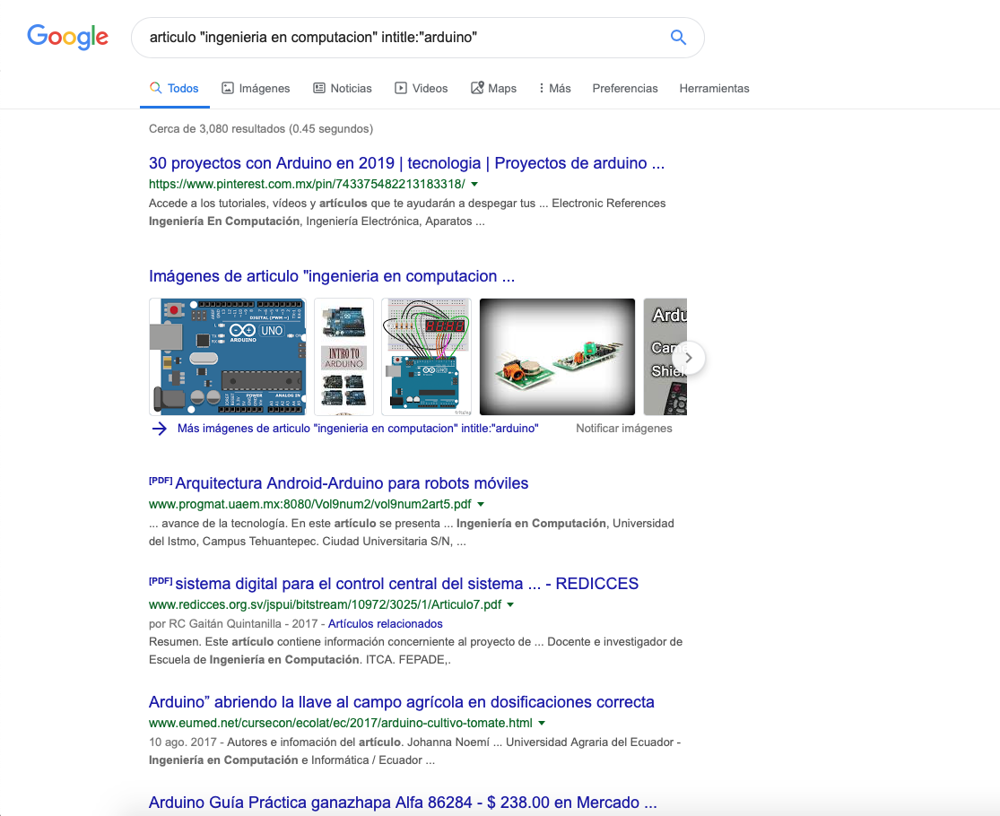 Google
articulo "ingenieria en computacion" intitle:"arduino"
Todos Imágenes Noticias Videos Maps Más Preferencias Herramientas
Cerca de 3,080 resultados (0.45 segundos)
30 proyectos con Arduino en 2019 | tecnologia | Proyectos de arduino ...
https://www.pinterest.com.mx/pin/743375482213183318/
Accede a los tutoriales, vídeos y artículos que te ayudarán a despegar tus ... Electronic References
Ingeniería En Computación, Ingeniería Electrónica, Aparatos ...
Imágenes de articulo "ingenieria en computacion ...
DIGITAL (PWM ~)
UNO
ARDUINO
POWER ANALOG IN
INTRO TO
ARDUINO
UNO
fritzing
Ardu
Shiel
Más imágenes de articulo "ingenieria en computacion" intitle:"arduino" Notificar imágenes
[PDF] Arquitectura Android-Arduino para robots móviles
www.progmat.uaem.mx:8080/Vol9num2/vol9num2art5.pdf
... avance de la tecnología. En este artículo se presenta ... Ingeniería en Computación, Universidad
del Istmo, Campus Tehuantepec. Ciudad Universitaria S/N, ...
[PDF] sistema digital para el control central del sistema ... - REDICCES
www.redicces.org.sv/jspui/bitstream/10972/3025/1/Articulo7.pdf
por RC Gaitán Quintanilla - 2017 - Artículos relacionados
Resumen. Este artículo contiene información concerniente al proyecto de ... Docente e investigador de
Escuela de Ingeniería en Computación. ITCA. FEPADE,.
Arduino” abriendo la llave al campo agrícola en dosificaciones correcta
www.eumed.net/cursecon/ecolat/ec/2017/arduino-cultivo-tomate.html
10 ago. 2017 - Autores e infomación del artículo. Johanna Noemí ... Universidad Agraria del Ecuador -
Ingeniería en Computación e Informática / Ecuador ...
Arduino Guía Práctica ganazhapa Alfa 86284 - $ 238.00 en Mercado ...